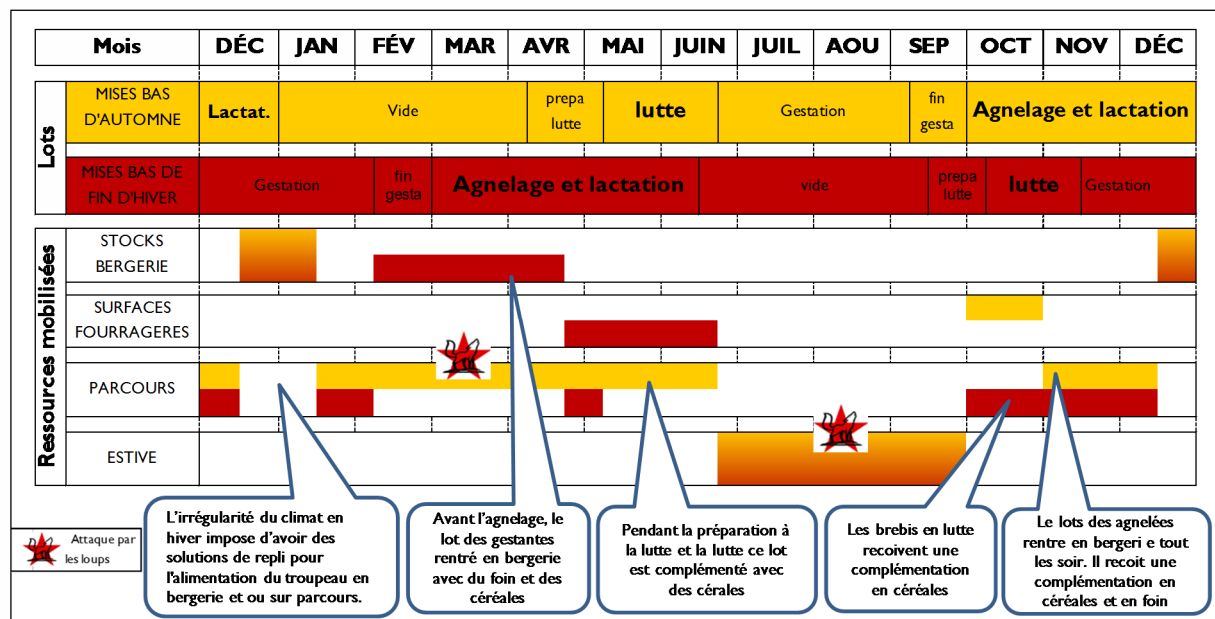 Mois DÉC JAN FÉV MAR AVR MAI JUIN JUIL AOU SEP OCT NOV DÉC
Lots
MISES BAS
D'AUTOMNE
Lactat.
Vide
prepa
lutte
lutte
Gestation
fin
gesta
Agnelage et lactation
MISES BAS DE
FIN D'HIVER
Gestation
fin
gesta
Agnelage et lactation
vide
prepa
lutte
lutte
Gestation
Ressources mobilisées
STOCKS
BERGERIE
SURFACES
FOURRAGERES
PARCOURS
ESTIVE
Attaque par
les loups
L'irrégularité du climat en
hiver impose d'avoir des
solutions de repli pour
l'alimentation du troupeau en
bergerie et ou sur parcours.
Avant l'agnelage, le
lot des gestantes
rentré en bergerie
avec du foin et des
céréales
Pendant la préparation à
la lutte et la lutte ce lot
est complémenté avec
des cérales
Les brebis en lutte
recoivent une
complémentation
en céréales
Le lots des agnelées
rentre en bergeri e tout
les soir. Il recoit une
complémentation en
céréales et en foin